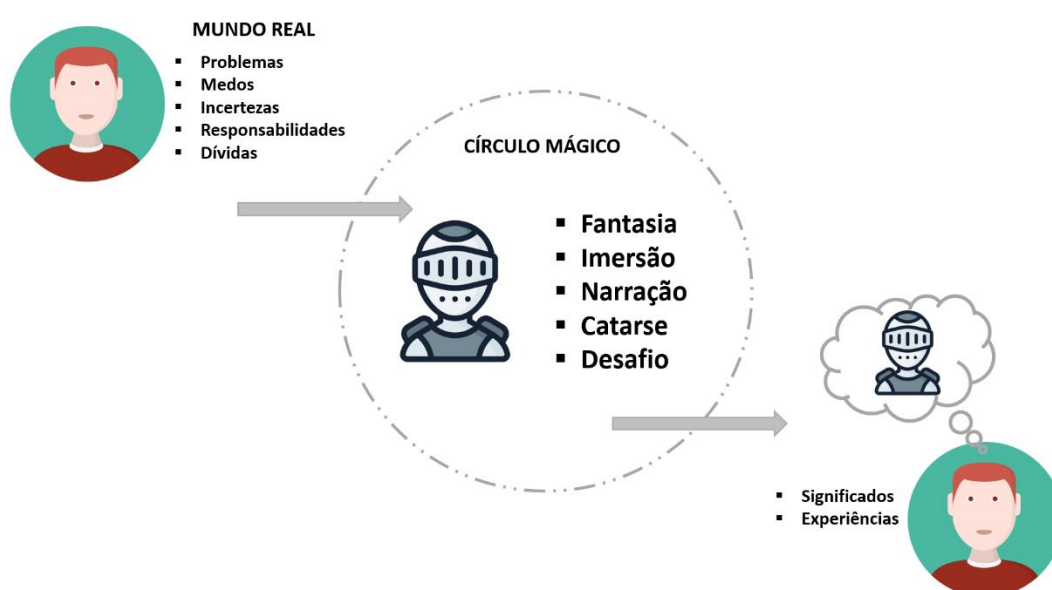 MUNDO REAL
▪ Problemas
▪ Medos
▪ Incertezas
▪ Responsabilidades
▪ Dívidas
CÍRCULO MÁGICO
▪ Fantasia
▪ Imersão
▪ Narração
▪ Catarse
▪ Desafio
▪ Significados
▪ Experiências